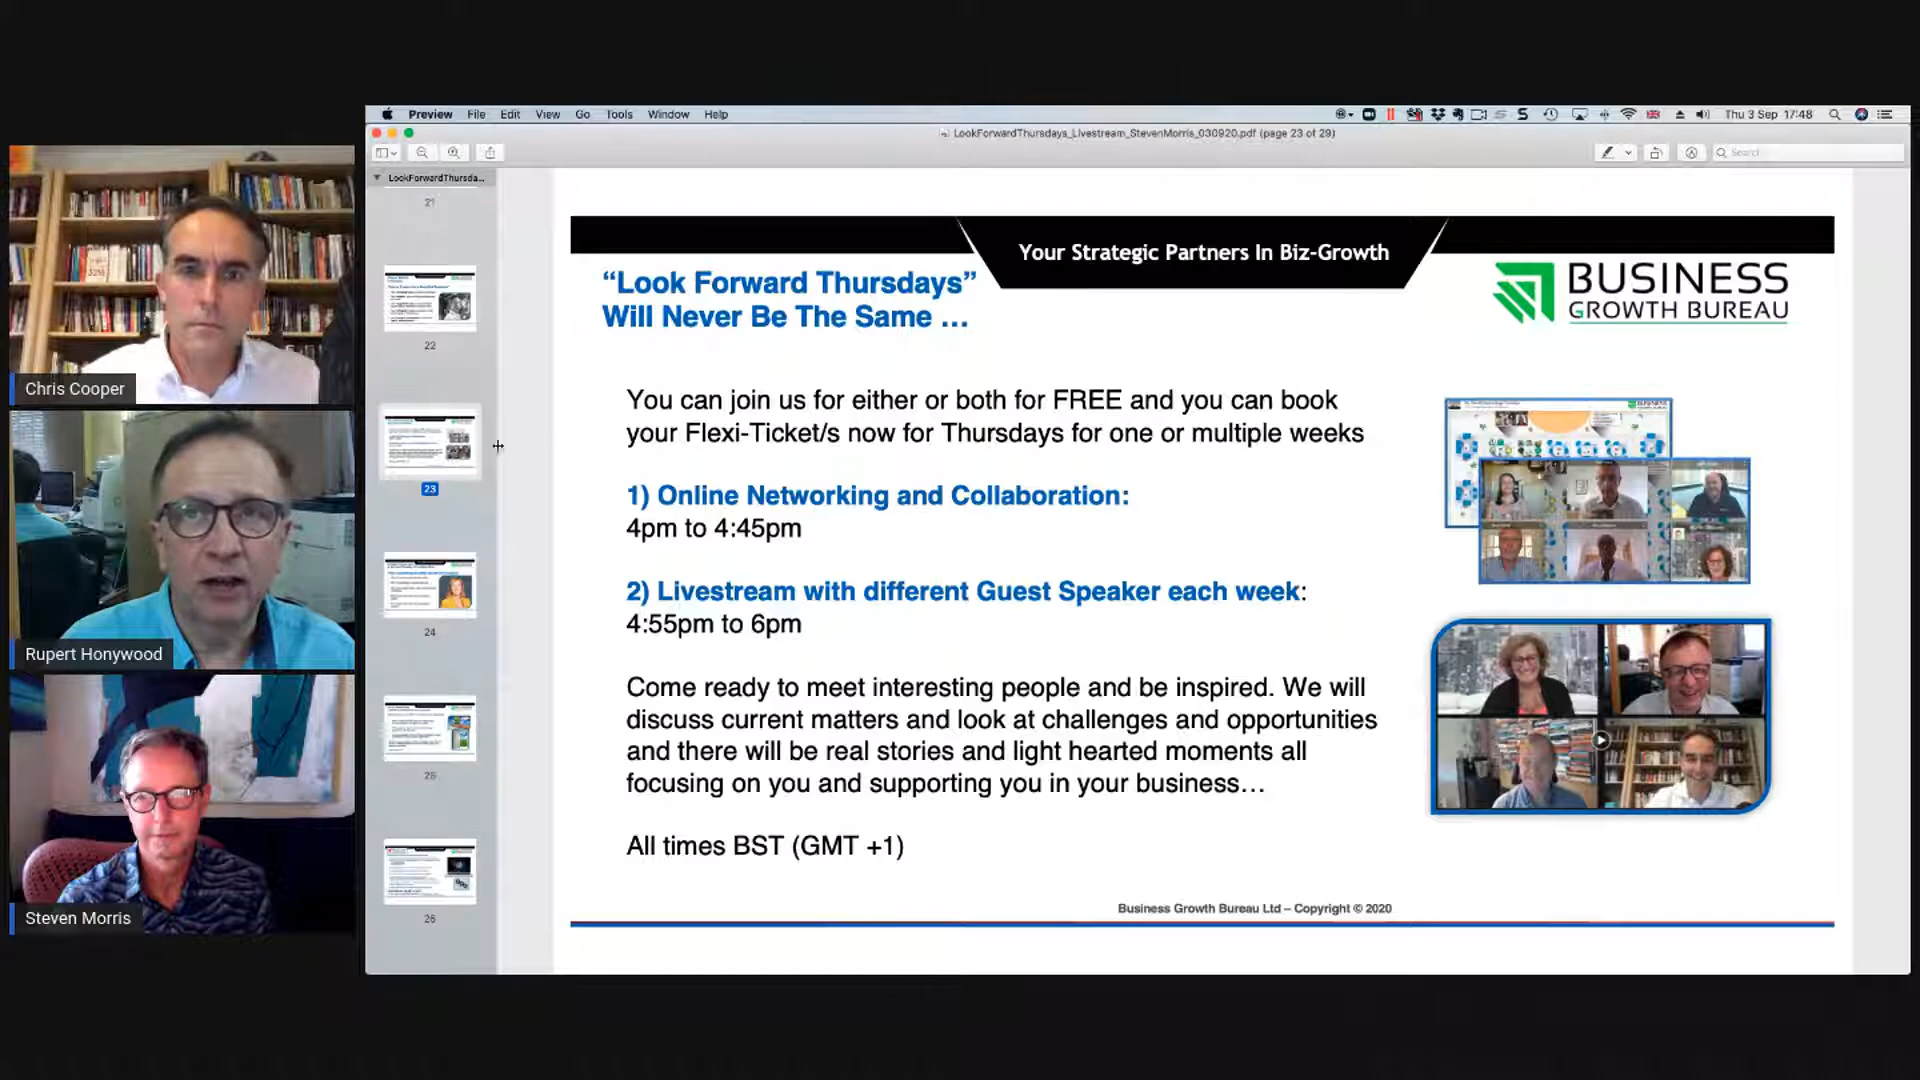 Preview File Edit View Go Tools Window Help
Thu 3 Sep 17:48
LookForwardThursdays_Livestream_StevenMorris_030920.pdf (page 23 of 29)
Search
LookForwardThursda...
21
22
23
24
25
26
Chris Cooper
Rupert Honywood
Steven Morris
Your Strategic Partners In Biz-Growth
“Look Forward Thursdays”
Will Never Be The Same …
BUSINESS
GROWTH BUREAU
You can join us for either or both for FREE and you can book
your Flexi-Ticket/s now for Thursdays for one or multiple weeks
1) Online Networking and Collaboration:
4pm to 4:45pm
2) Livestream with different Guest Speaker each week:
4:55pm to 6pm
Come ready to meet interesting people and be inspired. We will
discuss current matters and look at challenges and opportunities
and there will be real stories and light hearted moments all
focusing on you and supporting you in your business…
All times BST (GMT +1)
Business Growth Bureau Ltd – Copyright © 2020